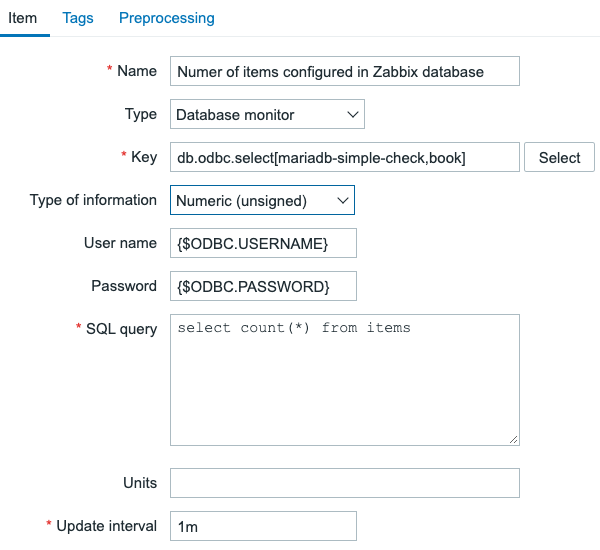 Item Tags Preprocessing
* Name Numer of items configured in Zabbix database
Type Database monitor
* Key db.odbc.select[mariadb-simple-check,book] Select
Type of information Numeric (unsigned)
User name {$ODBC.USERNAME}
Password {$ODBC.PASSWORD}
* SQL query select count(*) from items
Units
* Update interval 1m